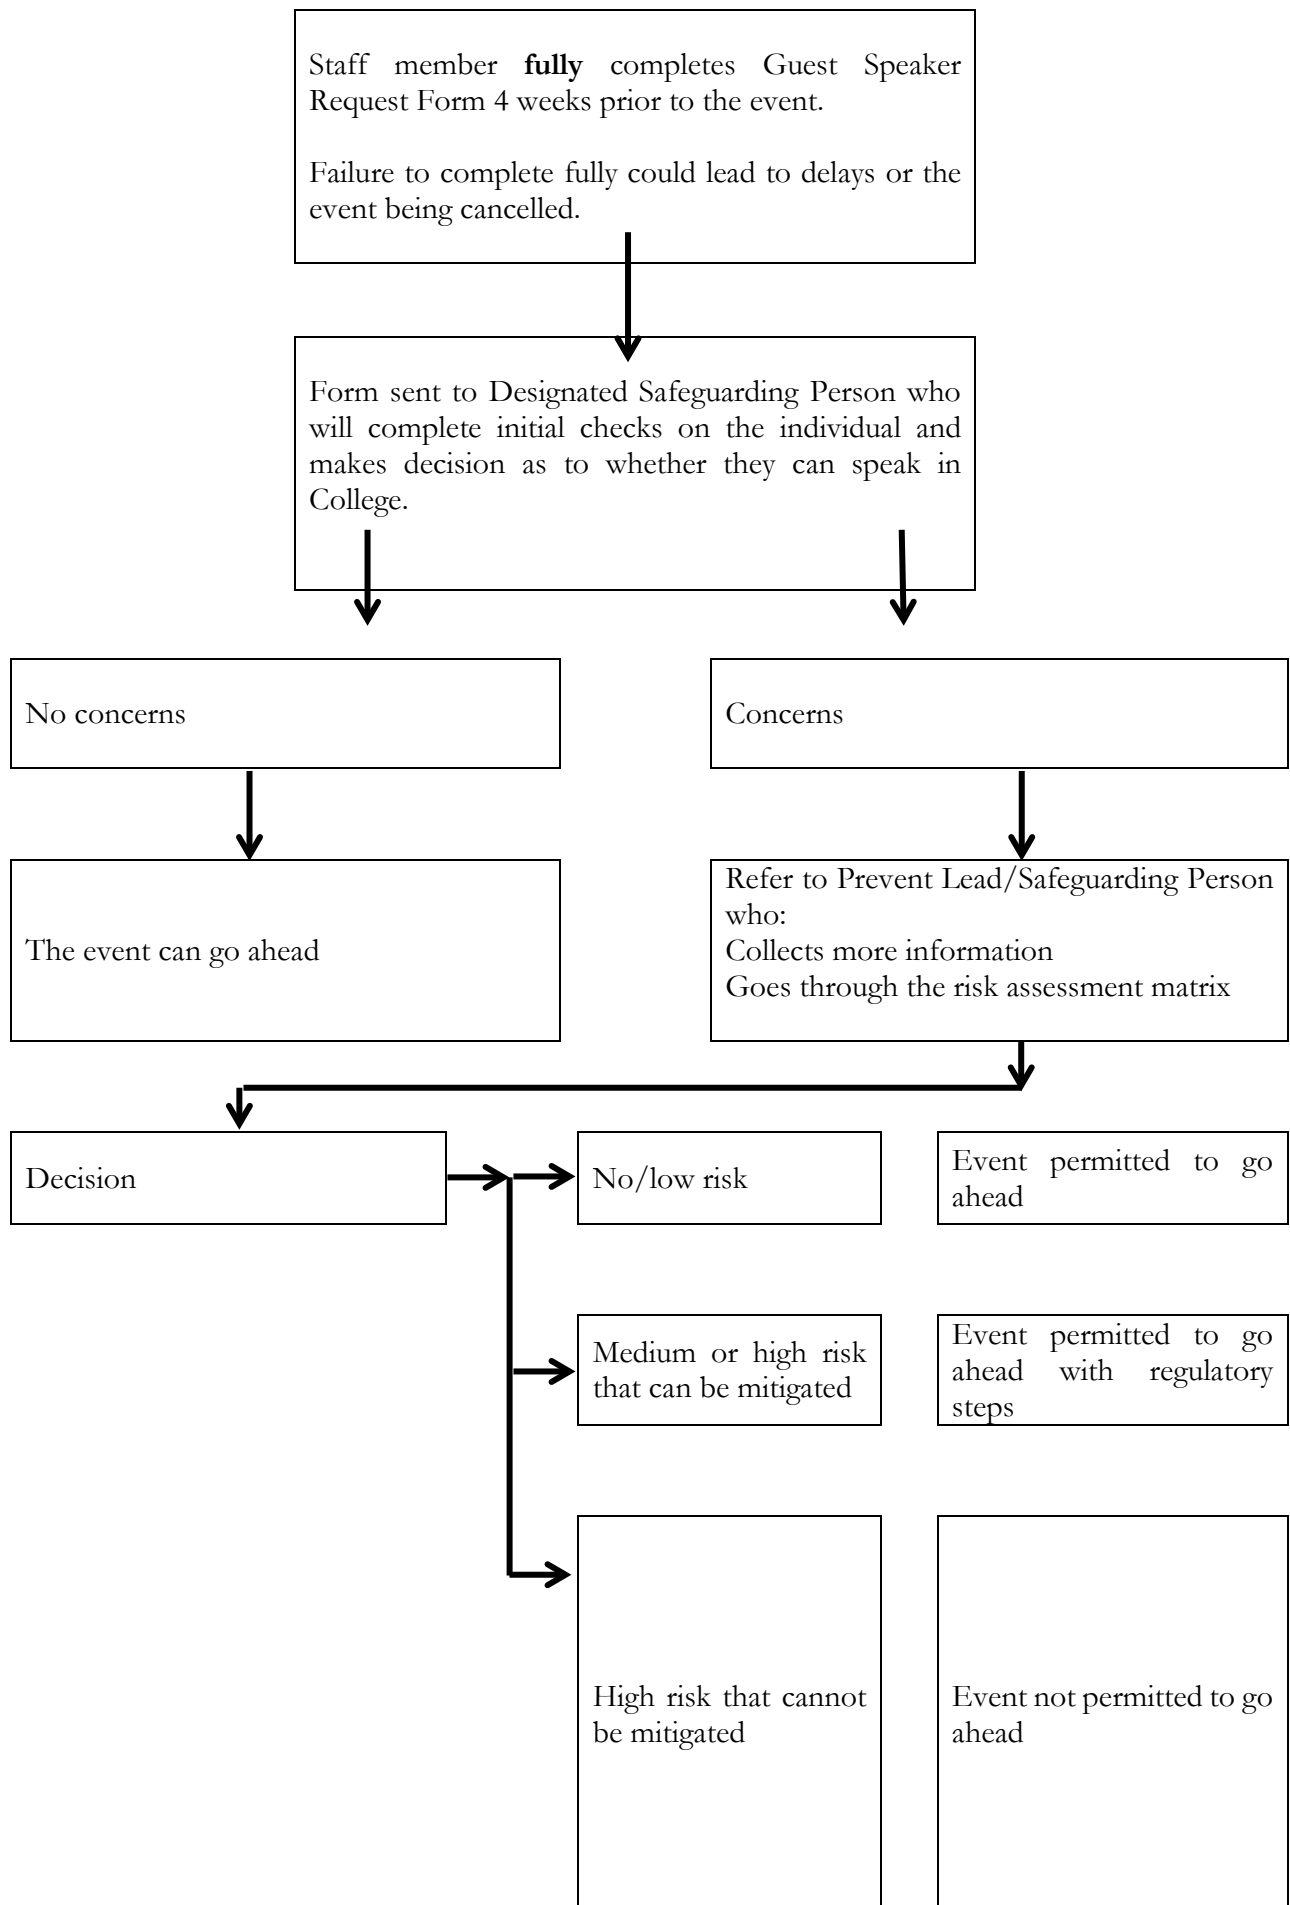 Staff member fully completes Guest Speaker
Request Form 4 weeks prior to the event.
Failure to complete fully could lead to delays or the
event being cancelled.
Form sent to Designated Safeguarding Person who
will complete initial checks on the individual and
makes decision as to whether they can speak in
College.
No concerns
Concerns
The event can go ahead
Refer to Prevent Lead/Safeguarding Person
who:
Collects more information
Goes through the risk assessment matrix
Decision
No/low risk
Event permitted to go
ahead
Medium or high risk
that can be mitigated
Event permitted to go
ahead with regulatory
steps
High risk that cannot
be mitigated
Event not permitted to go
ahead